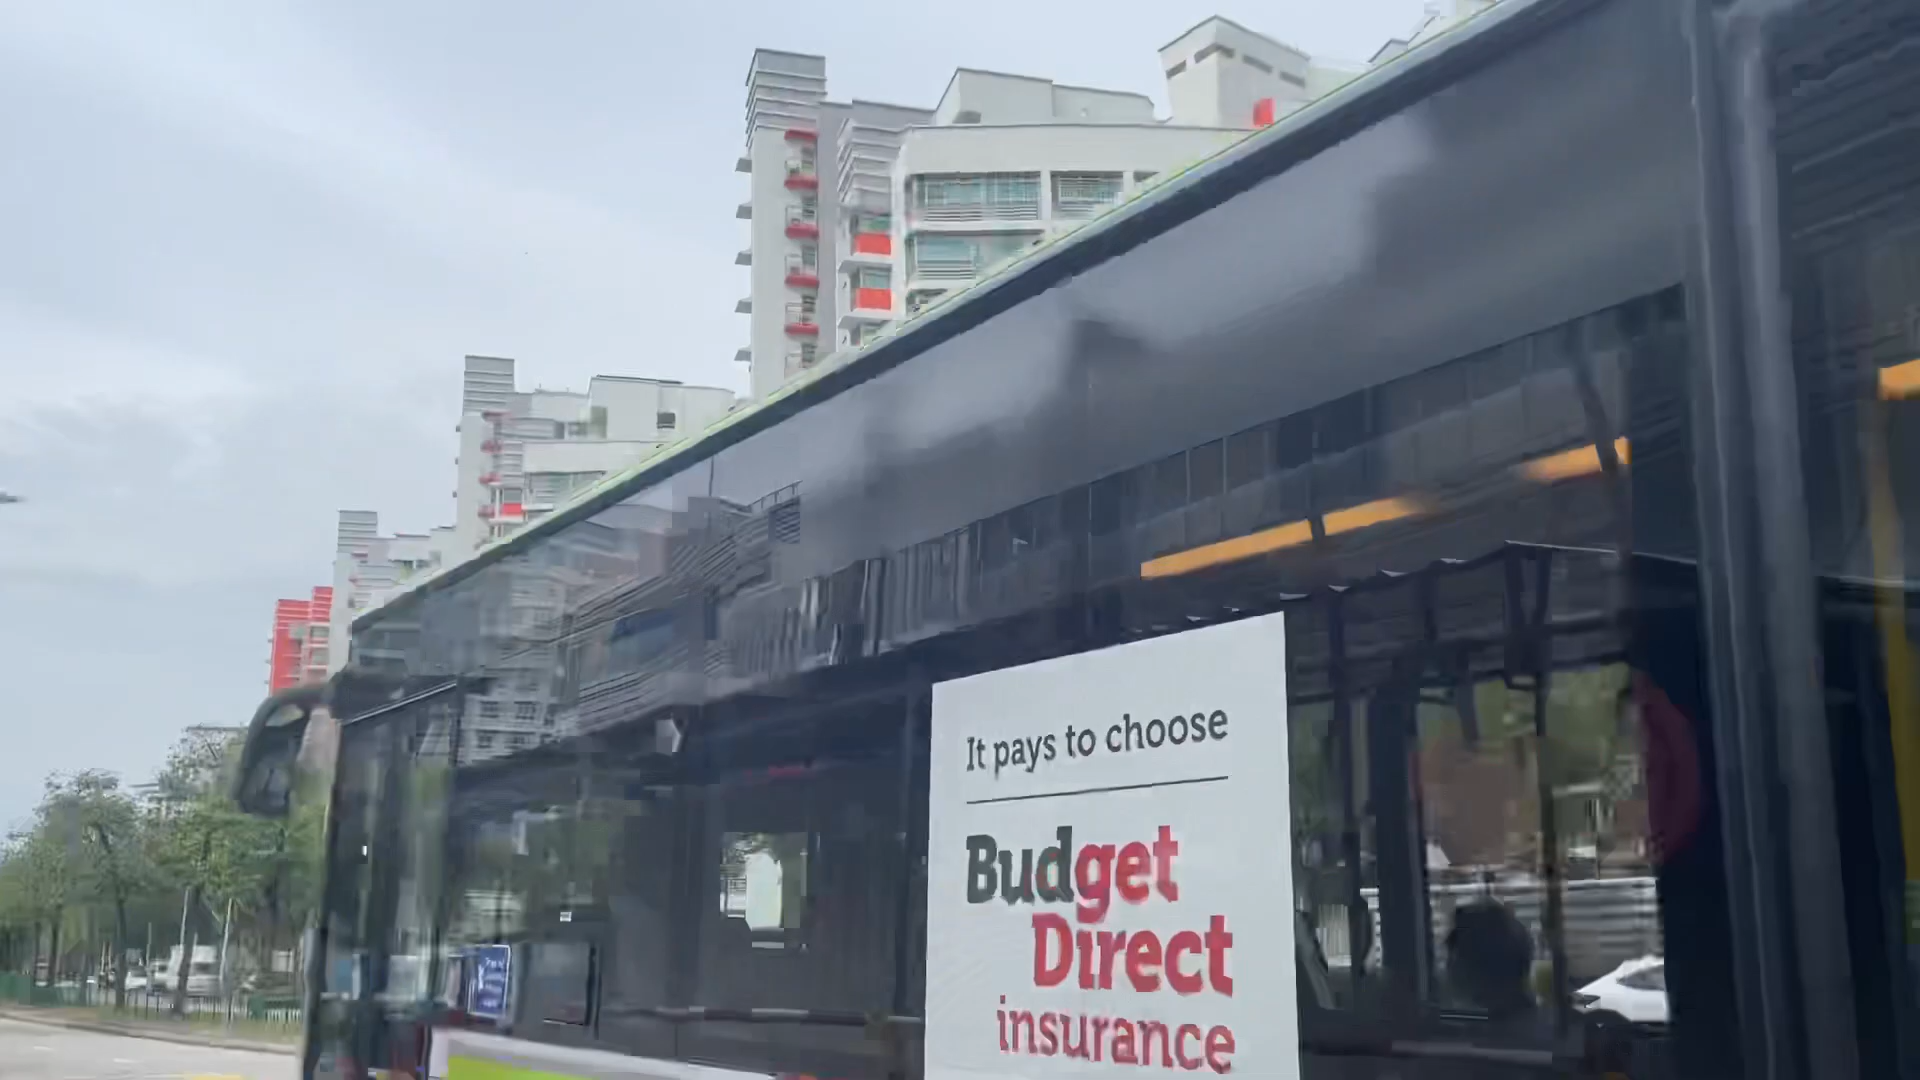 It pays to choose
Budget
Direct
insurance